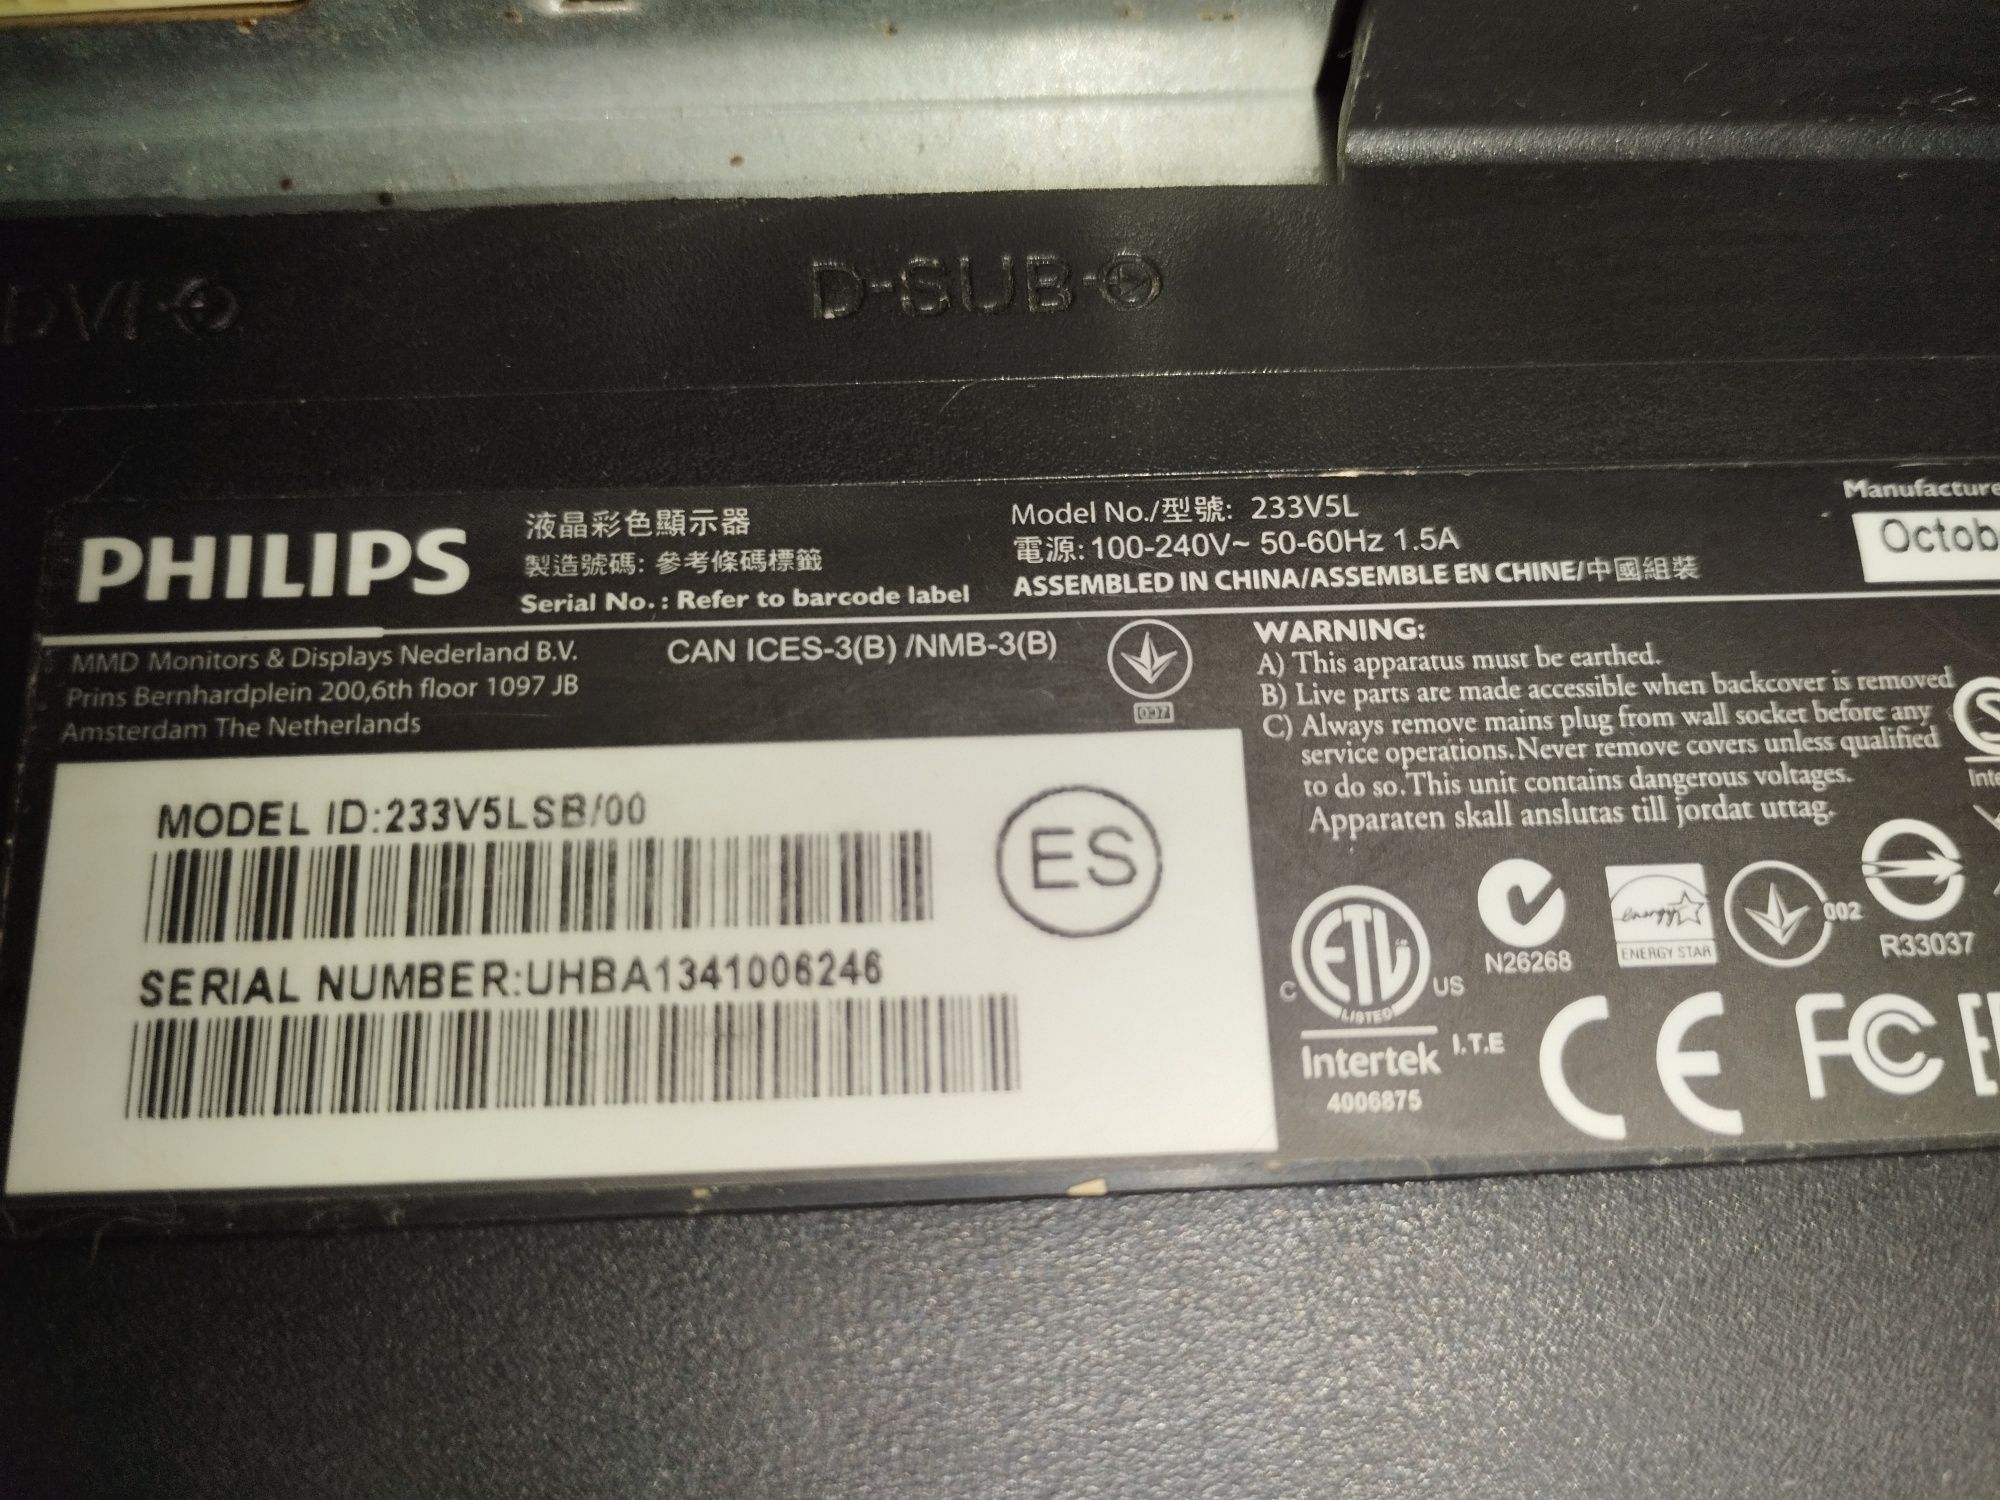 DVI
D-SUB
PHILIPS
液晶彩色顯示器
製造號碼: 參考條碼標籤
Serial No. : Refer to barcode label
Model No./型號: 233V5L
電源: 100-240V~ 50-60Hz 1.5A
ASSEMBLED IN CHINA/ASSEMBLE EN CHINE/中國組裝
Manufacture
Octob
MMD Monitors & Displays Nederland B.V.
Prins Bernhardplein 200,6th floor 1097 JB
Amsterdam The Netherlands
CAN ICES-3(B) /NMB-3(B)
007
WARNING:
A) This apparatus must be earthed.
B) Live parts are made accessible when backcover is removed
C) Always remove mains plug from wall socket before any
service operations. Never remove covers unless qualified
to do so. This unit contains dangerous voltages.
Apparaten skall anslutas till jordat uttag.
S
Inte
MODEL ID:233V5LSB/00
ES
SERIAL NUMBER:UHBA1341006246
C ETL US
LISTED
Intertek I.T.E
4006875
N26268
energy
ENERGY STAR
002
R33037
CE FC E